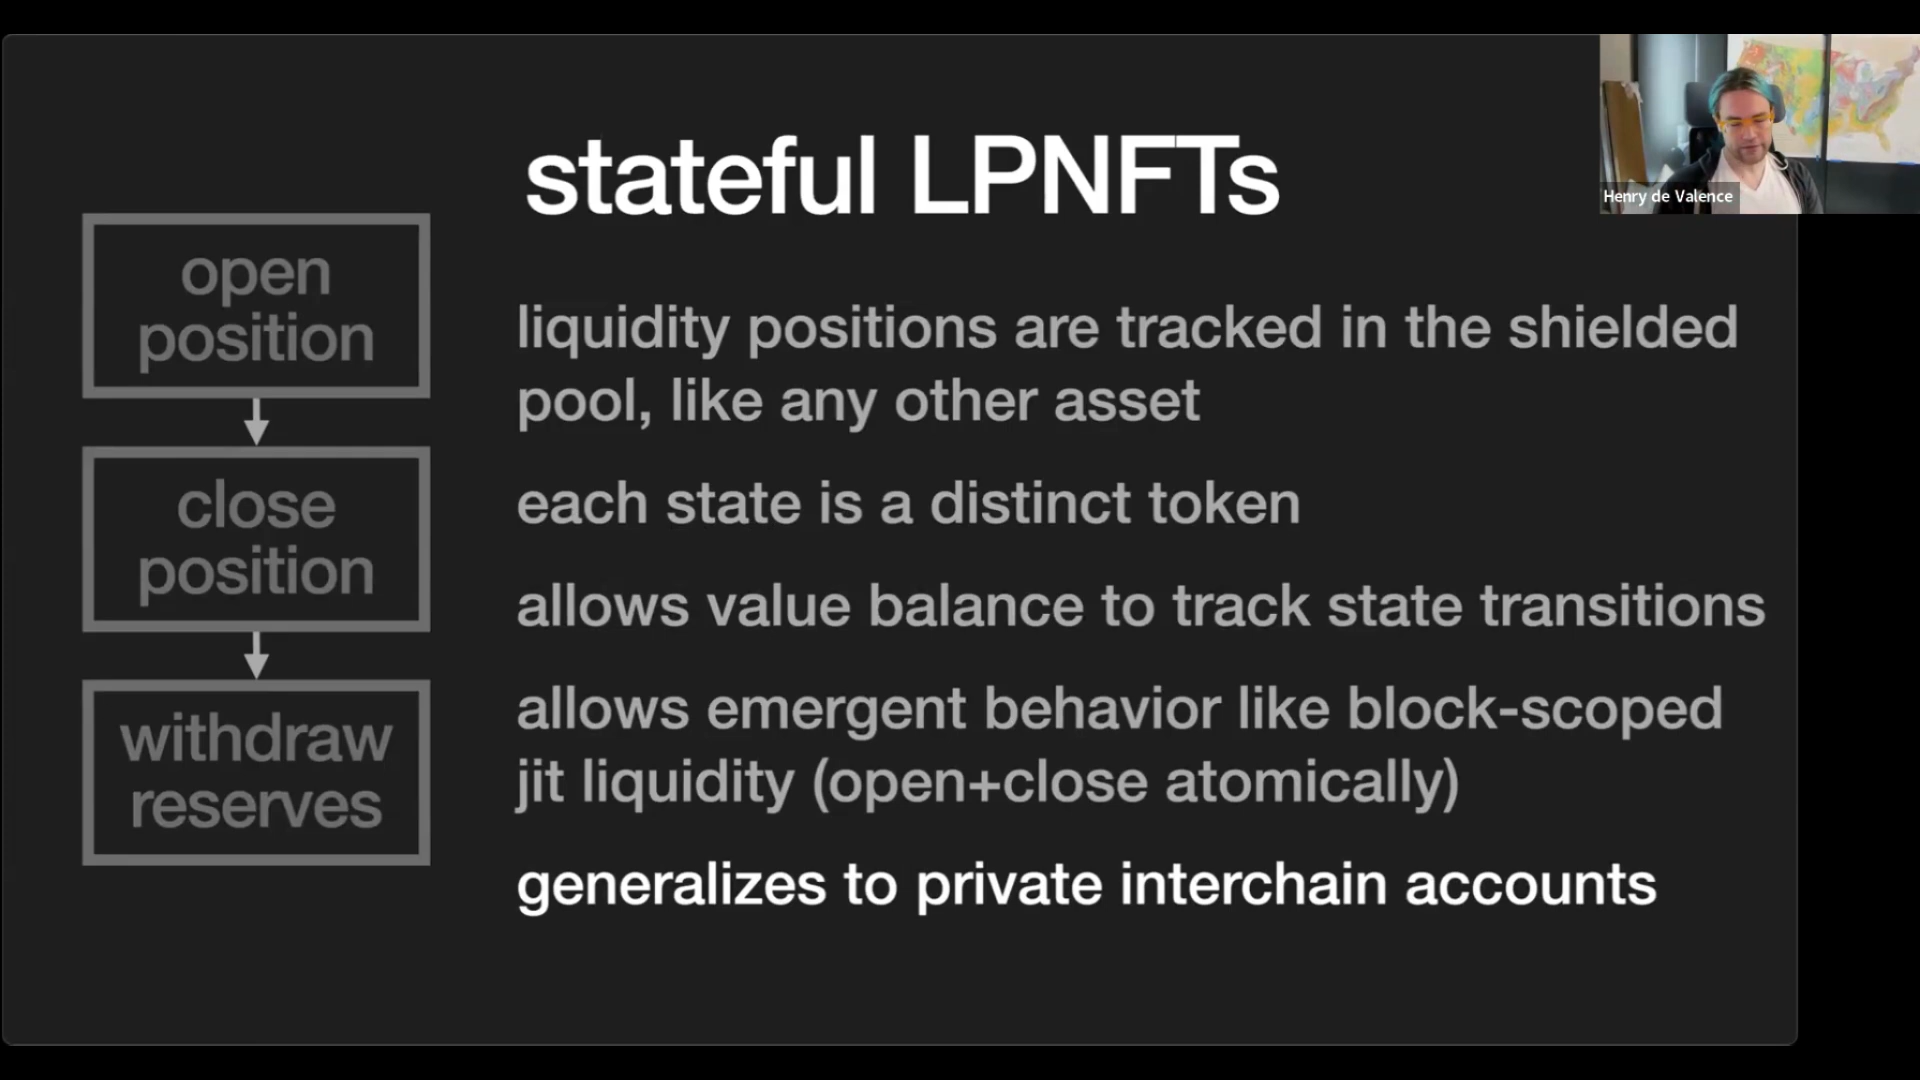 stateful LPNFTs
Henry de Valence
open
position
close
position
withdraw
reserves
liquidity positions are tracked in the shielded
pool, like any other asset
each state is a distinct token
allows value balance to track state transitions
allows emergent behavior like block-scoped
jit liquidity (open+close atomically)
generalizes to private interchain accounts